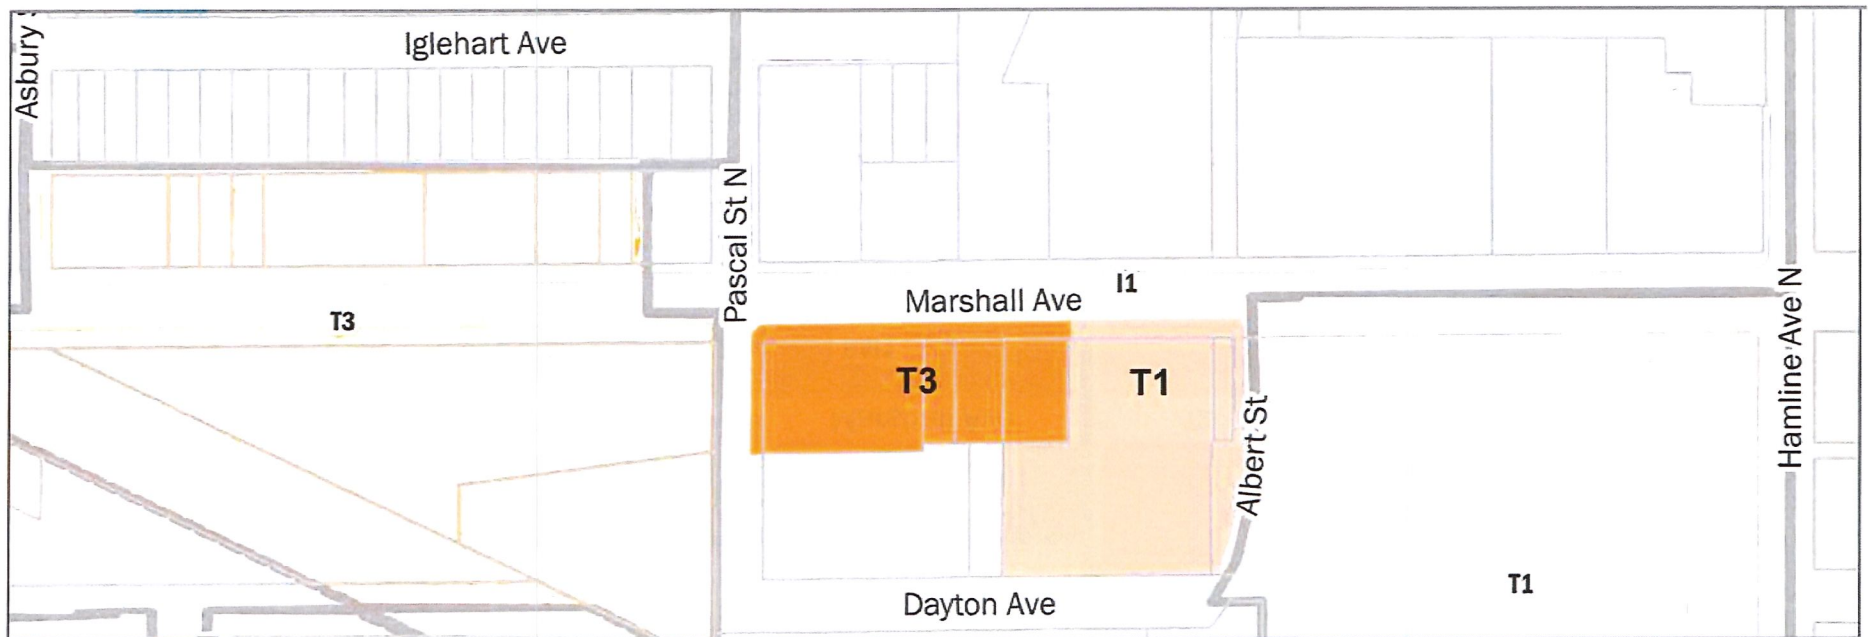 Asbury
Iglehart Ave
Pascal St N
T3
Marshall Ave
I1
T3
T1
Albert St
Hamline Ave N
Dayton Ave
T1